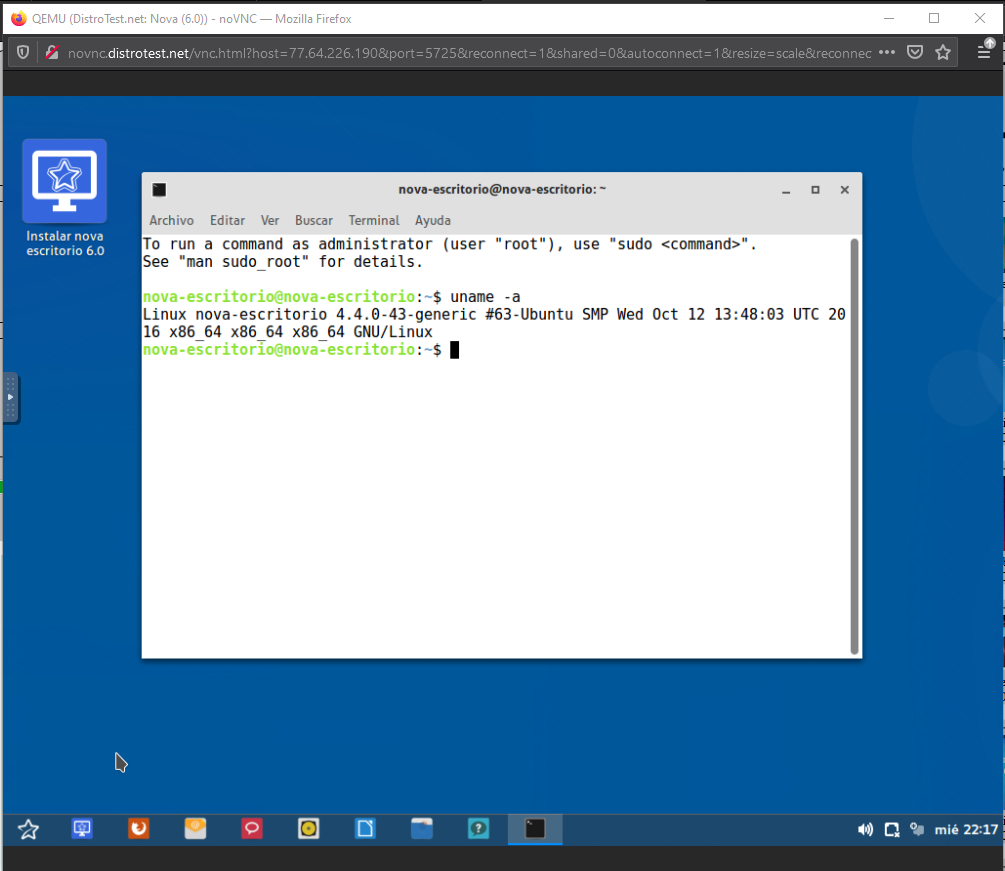 QEMU (DistroTest.net: Nova (6.0)) - noVNC — Mozilla Firefox
novnc.distrotest.net/vnc.html?host=77.64.226.190&port=5725&reconnect=1&shared=0&autoconnect=1&resize=scale&reconnec
Instalar nova
escritorio 6.0
nova-escritorio@nova-escritorio: ~
Archivo Editar Ver Buscar Terminal Ayuda
To run a command as administrator (user "root"), use "sudo <command>".
See "man sudo_root" for details.
nova-escritorio@nova-escritorio:~$ uname -a
Linux nova-escritorio 4.4.0-43-generic #63-Ubuntu SMP Wed Oct 12 13:48:03 UTC 20
16 x86_64 x86_64 x86_64 GNU/Linux
nova-escritorio@nova-escritorio:~$
mié 22:17